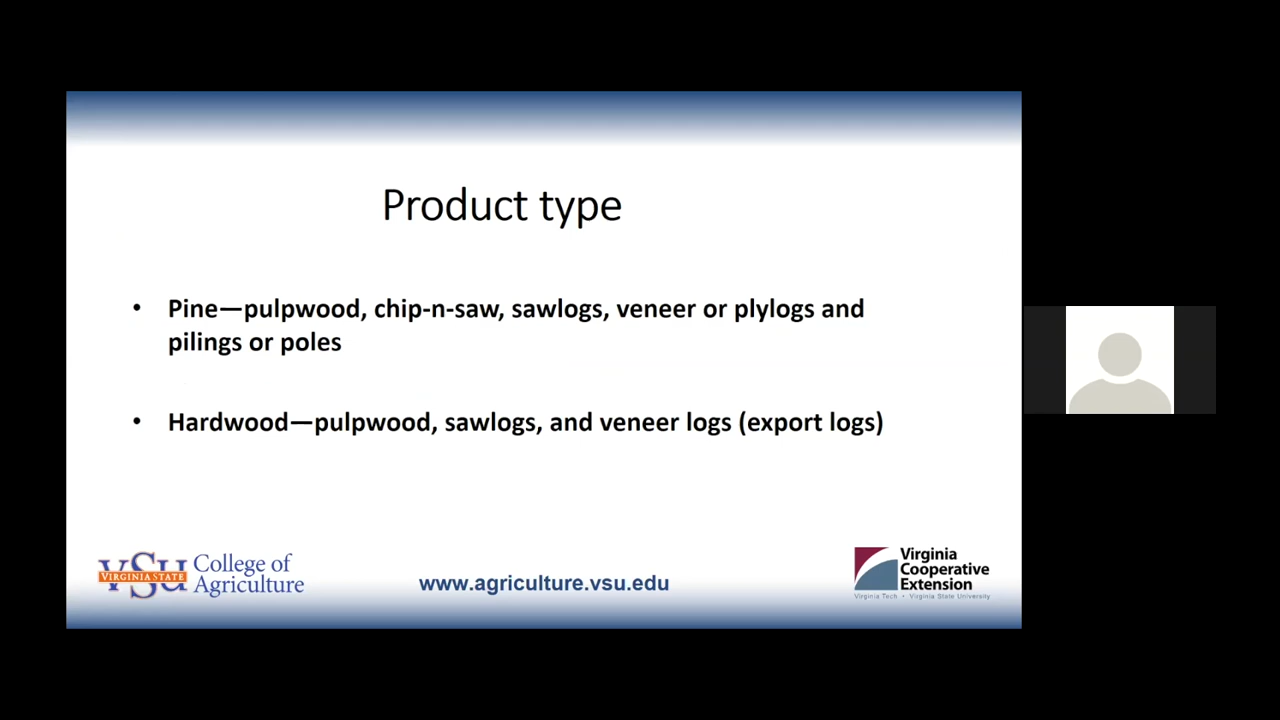 Product type
• Pine—pulpwood, chip-n-saw, sawlogs, veneer or plylogs and
pilings or poles
• Hardwood—pulpwood, sawlogs, and veneer logs (export logs)
VSU
VIRGINIA STATE
College of
Agriculture
www.agriculture.vsu.edu
Virginia
Cooperative
Extension
Virginia Tech • Virginia State University